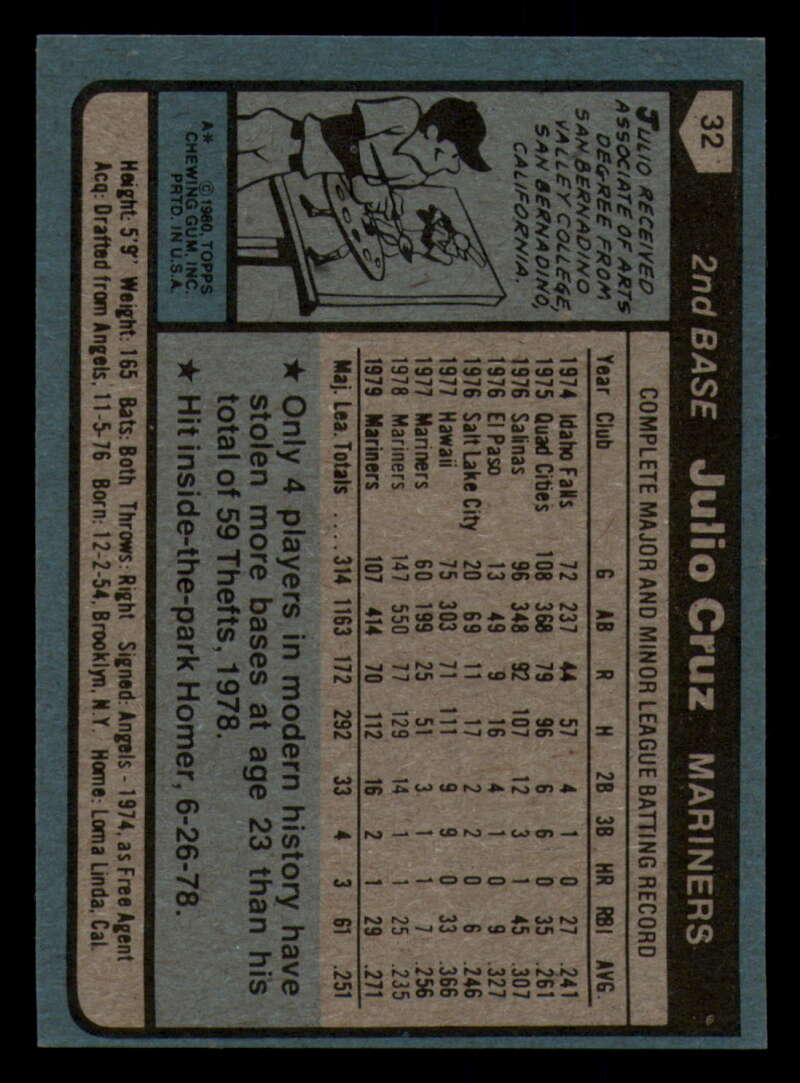 32
2nd BASE Julio Cruz MARINERS
JULIO RECEIVED
ASSOCIATE OF ARTS
DEGREE FROM
SAN BERNADINO
VALLEY COLLEGE,
SAN BERNADINO,
CALIFORNIA.
A* © 1980, TOPPS
CHEWING GUM, INC.
PRTD. IN U.S.A.
COMPLETE MAJOR AND MINOR LEAGUE BATTING RECORD
Year Club G AB R H 2B 3B HR RBI AVG.
1974 Idaho Falls 72 237 44 57 4 1 0 27 .241
1975 Quad Cities 108 368 79 96 6 6 0 35 .261
1976 Salinas 96 348 92 107 12 3 1 45 .307
1976 El Paso 13 49 9 16 4 1 0 9 .327
1976 Salt Lake City 20 69 11 17 2 2 0 6 .246
1977 Hawaii 75 303 71 111 9 9 0 33 .366
1977 Mariners 60 199 25 51 3 1 1 7 .256
1978 Mariners 147 550 77 129 14 1 1 25 .235
1979 Mariners 107 414 70 112 16 2 1 29 .271
Maj. Lea. Totals .... 314 1163 172 292 33 4 3 61 .251
★ Only 4 players in modern history have
stolen more bases at age 23 than his
total of 59 Thefts, 1978.
★ Hit inside-the-park Homer, 6-26-78.
Height: 5'9" Weight: 165 Bats: Both Throws: Right Signed: Angels - 1974, as Free Agent
Acq: Drafted from Angels, 11-5-76 Born: 12-2-54, Brooklyn, N.Y. Home: Loma Linda, Cal.